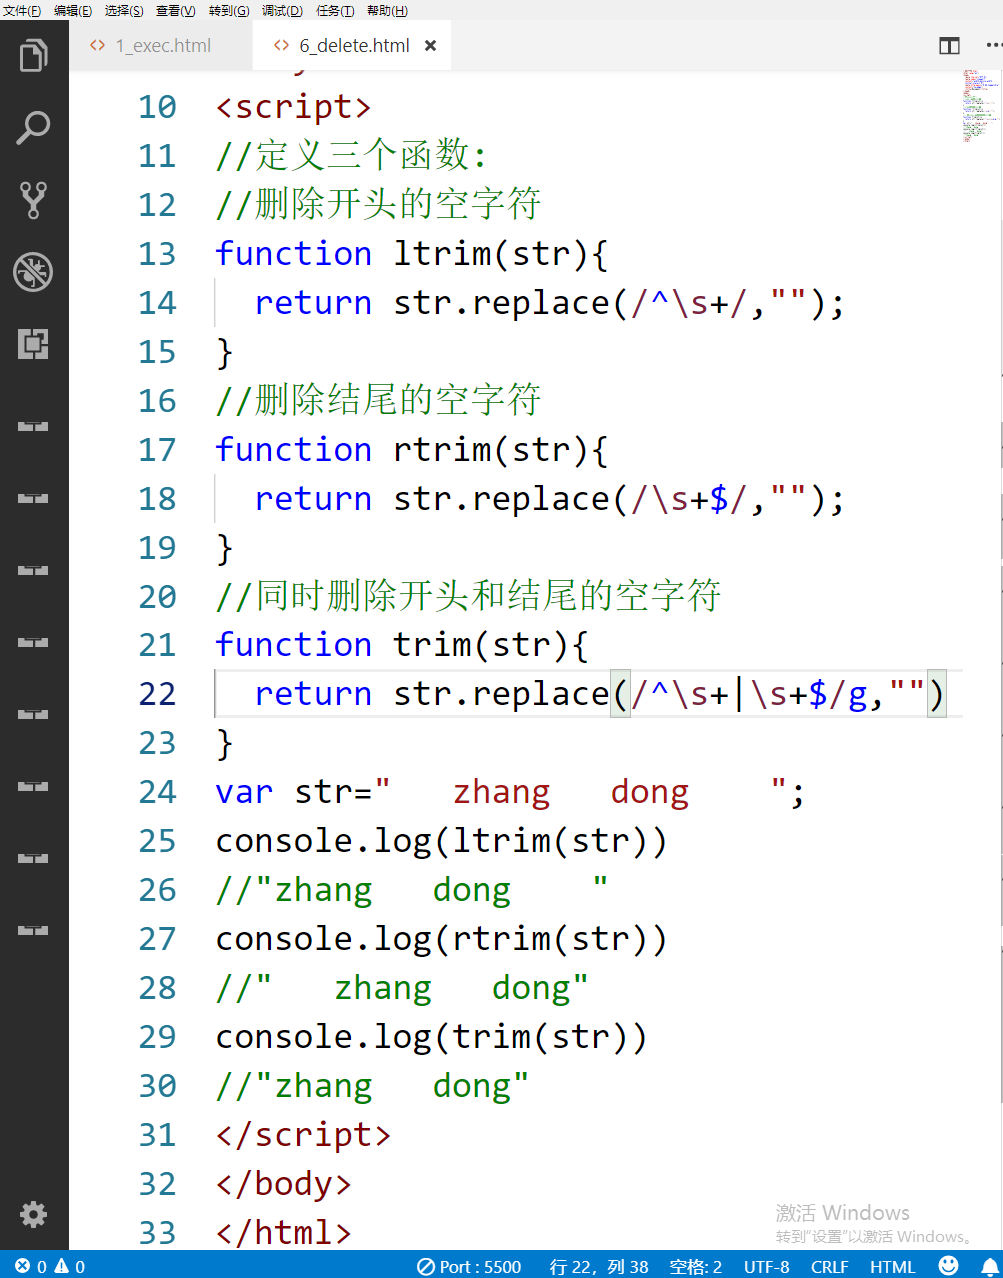 文件(F) 编辑(E) 选择(S) 查看(V) 转到(G) 调试(D) 任务(T) 帮助(H)
<> 1_exec.html <> 6_delete.html ×
10 <script>
11 //定义三个函数:
12 //删除开头的空字符
13 function ltrim(str){
14   return str.replace(/^\s+/,"");
15 }
16 //删除结尾的空字符
17 function rtrim(str){
18   return str.replace(/\s+$/,"");
19 }
20 //同时删除开头和结尾的空字符
21 function trim(str){
22   return str.replace(/^\s+|\s+$/g,"")
23 }
24 var str="   zhang   dong    ";
25 console.log(ltrim(str))
26 //"zhang   dong    "
27 console.log(rtrim(str))
28 //"   zhang   dong"
29 console.log(trim(str))
30 //"zhang   dong"
31 </script>
32 </body>
33 </html>
激活 Windows
转到"设置"以激活 Windows。
0 0 Port : 5500 行 22，列 38 空格: 2 UTF-8 CRLF HTML